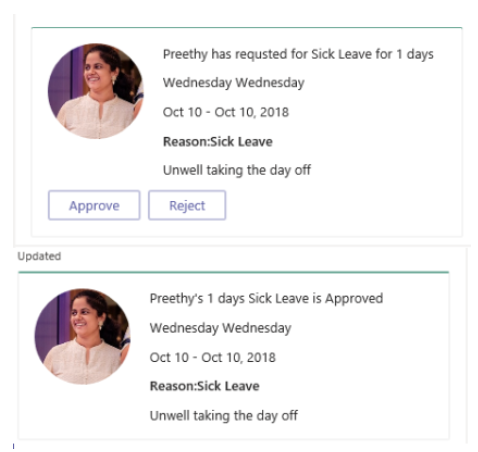 Preethy has requsted for Sick Leave for 1 days
Wednesday Wednesday
Oct 10 - Oct 10, 2018
Reason:Sick Leave
Unwell taking the day off
Approve Reject
Updated
Preethy's 1 days Sick Leave is Approved
Wednesday Wednesday
Oct 10 - Oct 10, 2018
Reason:Sick Leave
Unwell taking the day off